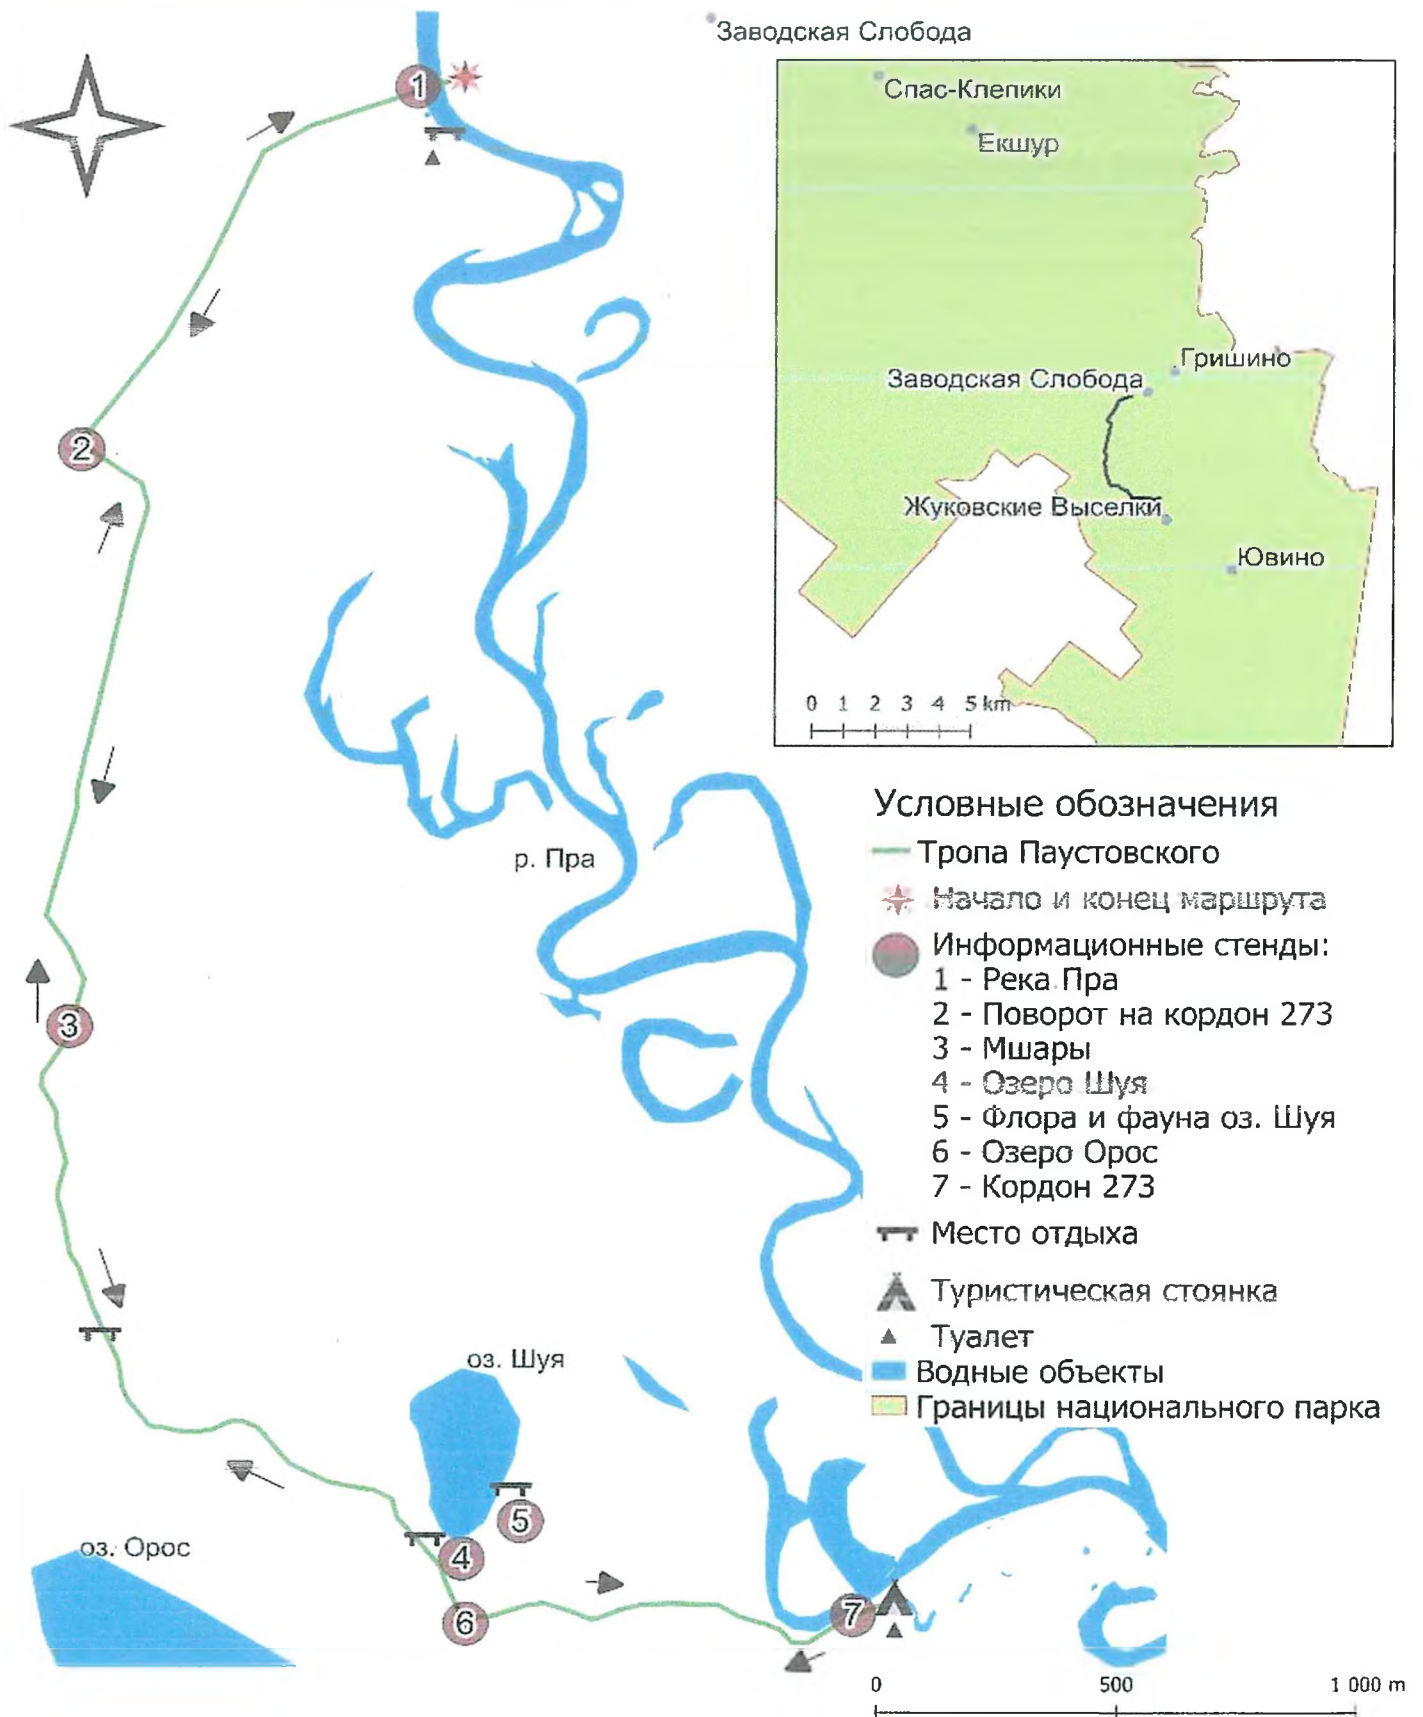 Заводская Слобода
1
Спас-Клепики
Екшур
Гришино
Заводская Слобода
Жуковские Выселки
Ювино
0 1 2 3 4 5 km
2
р. Пра
3
Условные обозначения
Тропа Паустовского
Начало и конец маршрута
Информационные стенды:
1 - Река Пра
2 - Поворот на кордон 273
3 - Мшары
4 - Озеро Шуя
5 - Флора и фауна оз. Шуя
6 - Озеро Орос
7 - Кордон 273
Место отдыха
Туристическая стоянка
Туалет
Водные объекты
Границы национального парка
оз. Шуя
5
оз. Орос
4
6
7
0 500 1 000 m